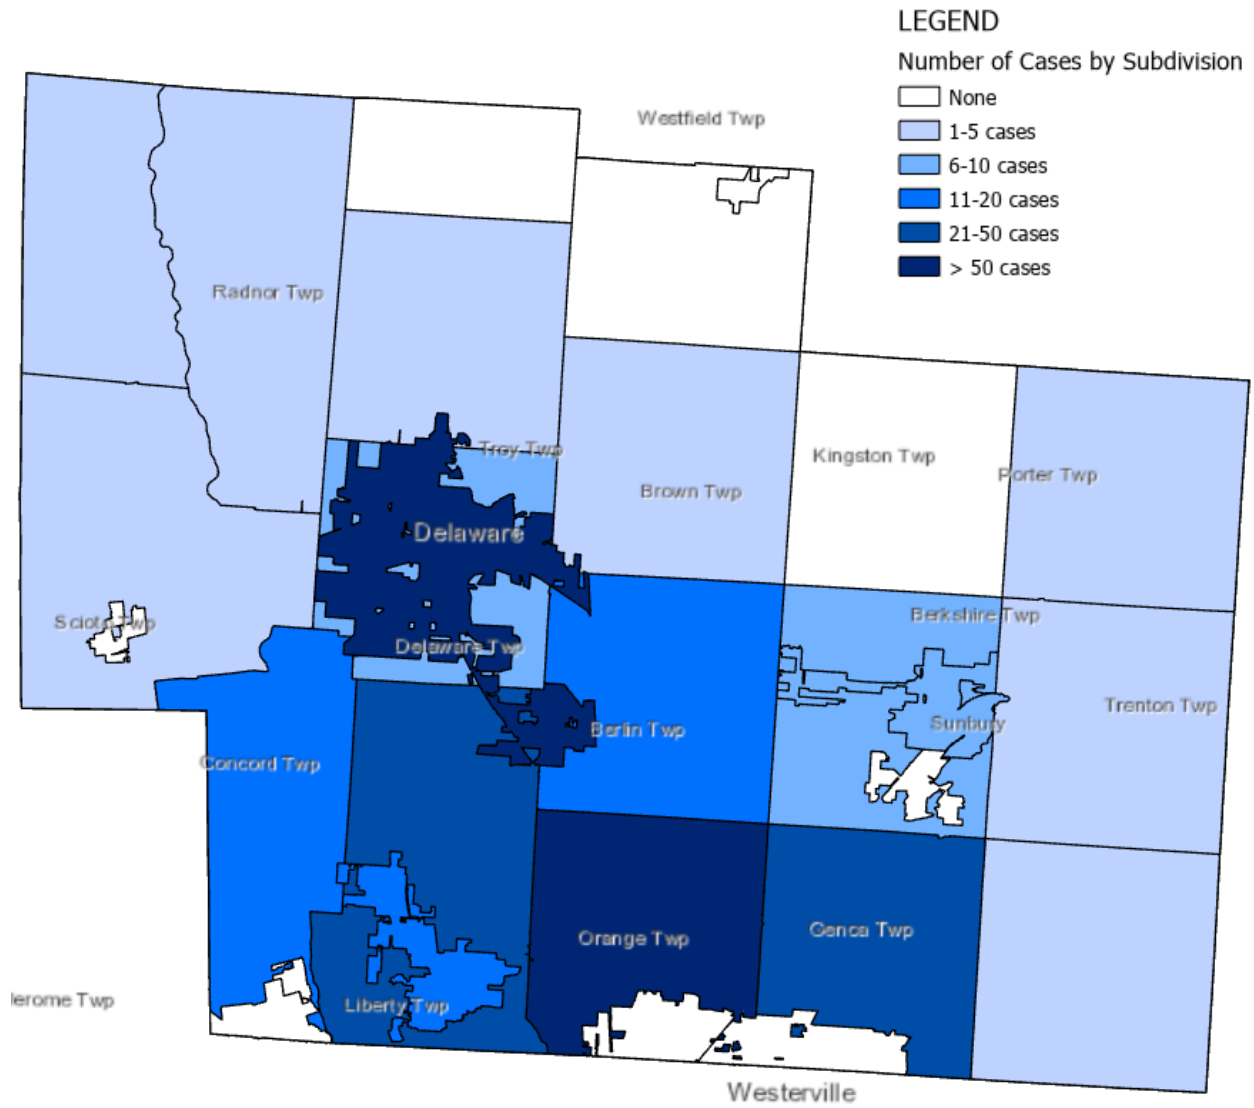 LEGEND
Number of Cases by Subdivision
None
1-5 cases
6-10 cases
11-20 cases
21-50 cases
> 50 cases
Westfield Twp
Radnor Twp
Troy Twp
Kingston Twp
Porter Twp
Brown Twp
Delaware
Berkshire Twp
Scioto Twp
Delaware Twp
Trenton Twp
Sunbury
Berlin Twp
Concord Twp
Genoa Twp
Orange Twp
Jerome Twp
Liberty Twp
Westerville